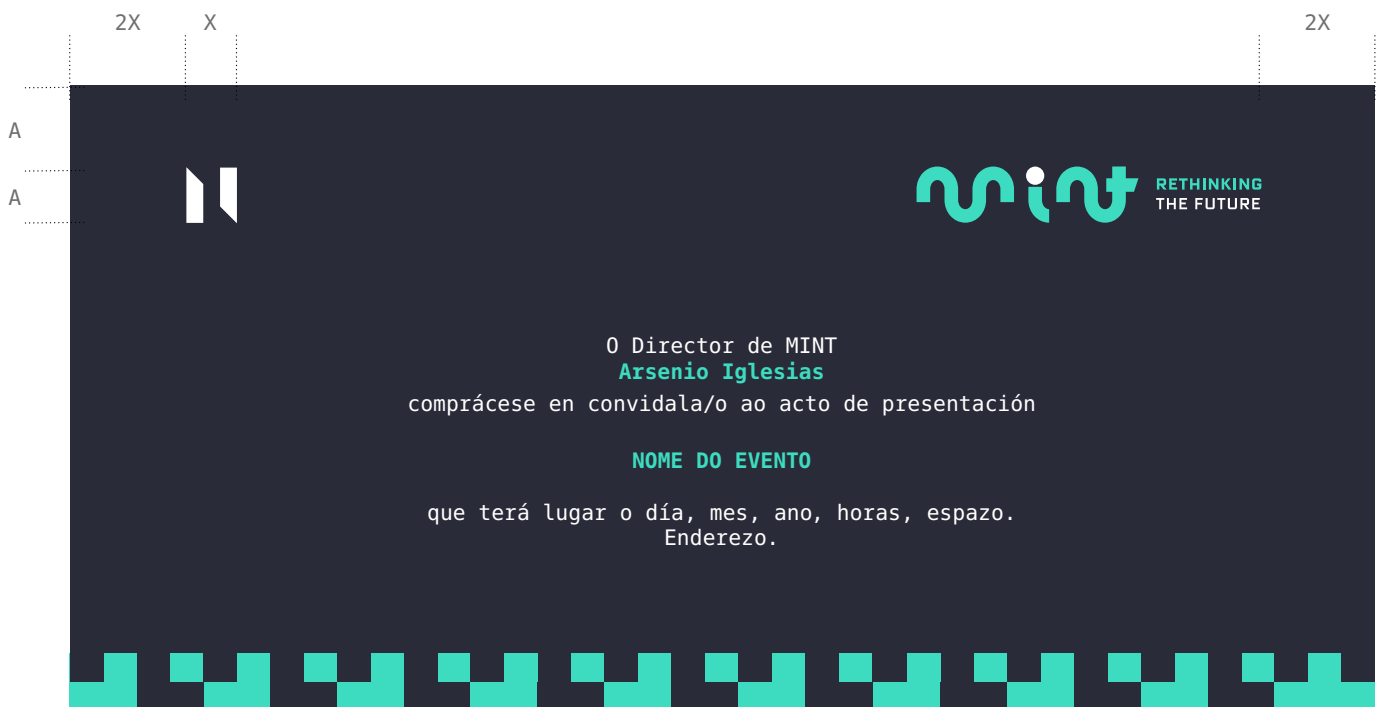 2X X 2X
A
A
mint RETHINKING
THE FUTURE
O Director de MINT
Arsenio Iglesias
comprácese en convidala/o ao acto de presentación
NOME DO EVENTO
que terá lugar o día, mes, ano, horas, espazo.
Enderezo.